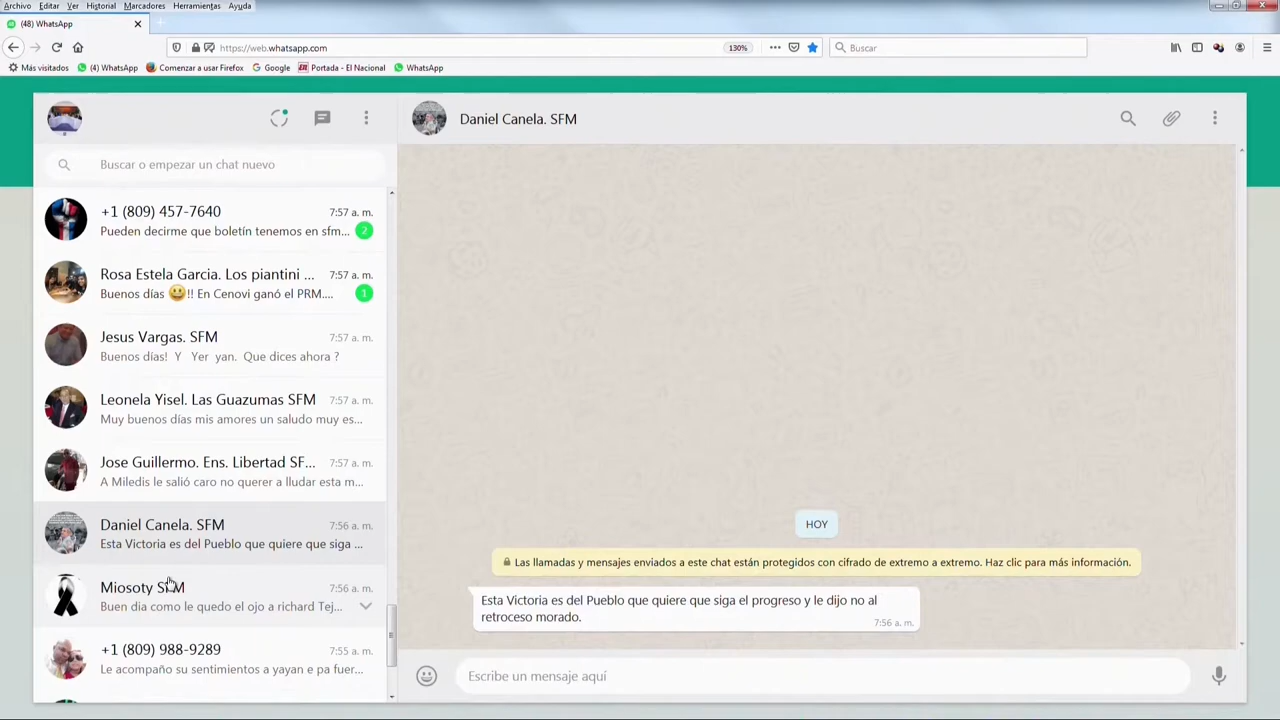 Archivo Editar Ver Historial Marcadores Herramientas Ayuda
(48) WhatsApp
https://web.whatsapp.com
130%
Buscar
Más visitados (4) WhatsApp Comenzar a usar Firefox Google Portada - El Nacional WhatsApp
Daniel Canela. SFM
Buscar o empezar un chat nuevo
+1 (809) 457-7640 7:57 a. m.
Pueden decirme que boletín tenemos en sfm... 2
Rosa Estela Garcia. Los piantini ... 7:57 a. m.
Buenos días 😃!! En Cenovi ganó el PRM.... 1
Jesus Vargas. SFM 7:57 a. m.
Buenos días! Y Yer yan. Que dices ahora ?
Leonela Yisel. Las Guazumas SFM 7:57 a. m.
Muy buenos días mis amores un saludo muy es...
Jose Guillermo. Ens. Libertad SF... 7:57 a. m.
A Miledis le salió caro no querer a lludar esta m...
Daniel Canela. SFM 7:56 a. m.
Esta Victoria es del Pueblo que quiere que siga ...
Miosoty SFM 7:56 a. m.
Buen dia como le quedo el ojo a richard Tej...
+1 (809) 988-9289 7:55 a. m.
Le acompaño su sentimientos a yayan e pa fuer...
HOY
Las llamadas y mensajes enviados a este chat están protegidos con cifrado de extremo a extremo. Haz clic para más información.
Esta Victoria es del Pueblo que quiere que siga el progreso y le dijo no al
retroceso morado.
7:56 a. m.
Escribe un mensaje aquí